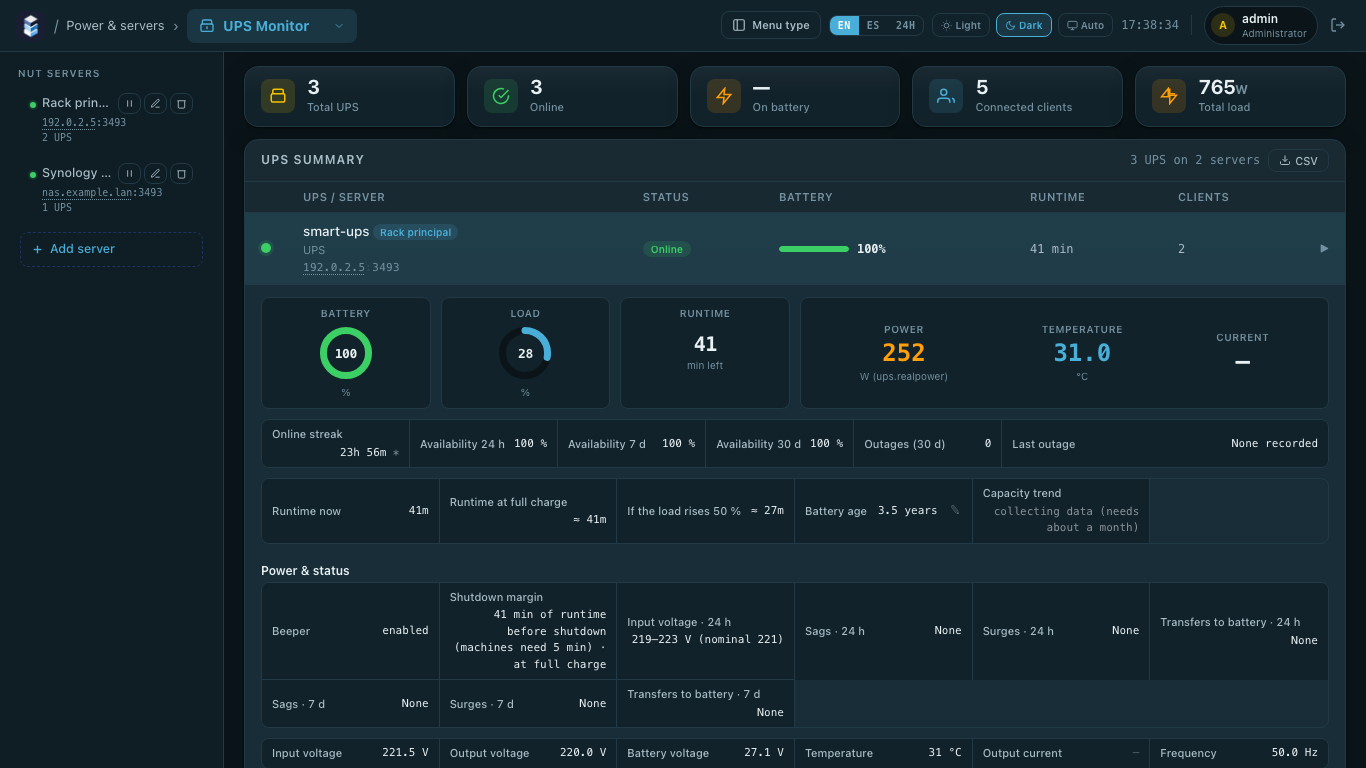 / Power & servers › UPS Monitor
Menu type
EN ES 24H
Light
Dark
Auto
17:38:34
A
admin
Administrator
NUT SERVERS
Rack prin...
192.0.2.5:3493
2 UPS
Synology ...
nas.example.lan:3493
1 UPS
+ Add server
3
Total UPS
3
Online
—
On battery
5
Connected clients
765W
Total load
UPS SUMMARY
3 UPS on 2 servers
CSV
UPS / SERVER STATUS BATTERY RUNTIME CLIENTS
smart-ups Rack principal
UPS
192.0.2.5:3493
Online
100%
41 min
2
BATTERY
100
%
LOAD
28
%
RUNTIME
41
min left
POWER
252
W (ups.realpower)
TEMPERATURE
31.0
°C
CURRENT
—
Online streak
23h 56m *
Availability 24 h 100 %
Availability 7 d 100 %
Availability 30 d 100 %
Outages (30 d) 0
Last outage None recorded
Runtime now 41m
Runtime at full charge
≈ 41m
If the load rises 50 % ≈ 27m
Battery age 3.5 years
Capacity trend
collecting data (needs
about a month)
Power & status
Beeper enabled
Shutdown margin
41 min of runtime
before shutdown
(machines need 5 min) ·
at full charge
Input voltage · 24 h
219–223 V (nominal 221)
Sags · 24 h None
Surges · 24 h None
Transfers to battery · 24 h
None
Sags · 7 d None
Surges · 7 d None
Transfers to battery · 7 d
None
Input voltage 221.5 V
Output voltage 220.0 V
Battery voltage 27.1 V
Temperature 31 °C
Output current —
Frequency 50.0 Hz